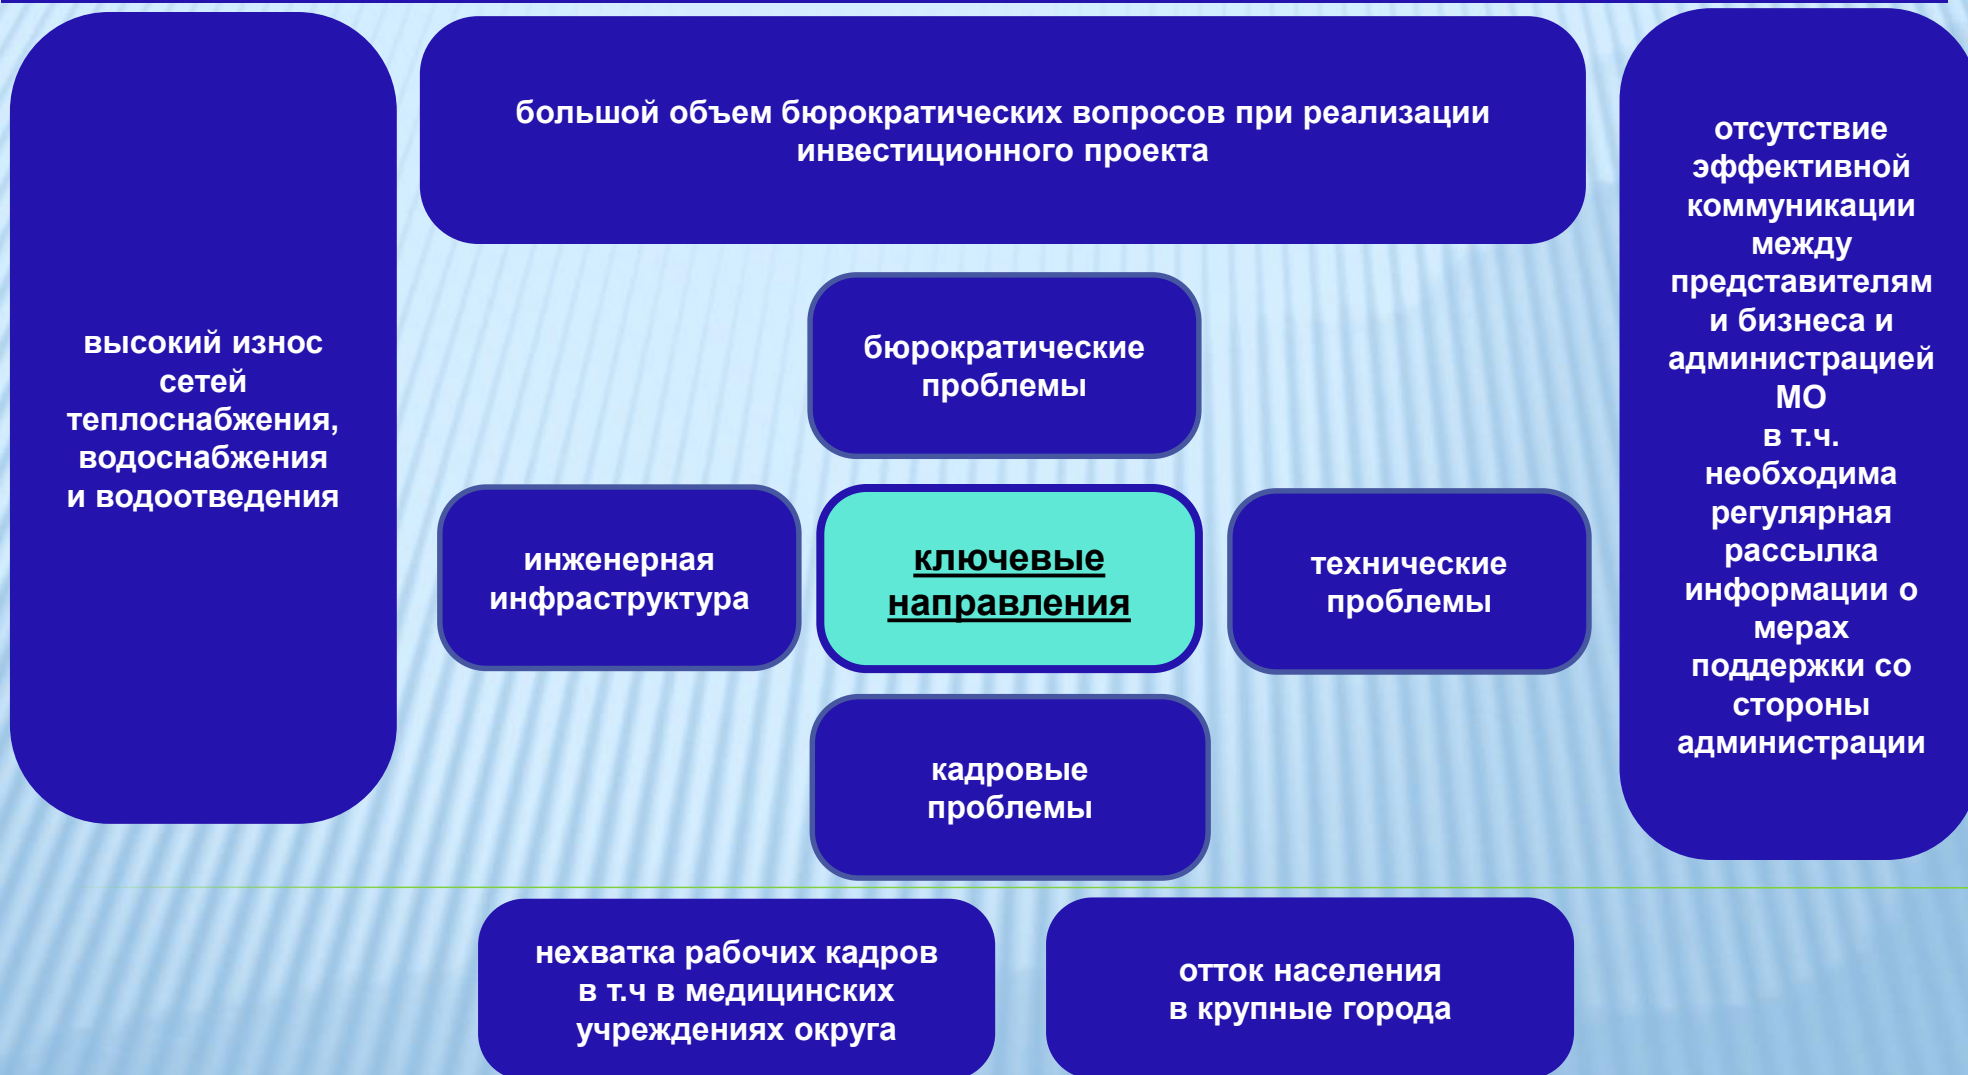 большой объем бюрократических вопросов при реализации
инвестиционного проекта
высокий износ
сетей
теплоснабжения,
водоснабжения
и водоотведения
бюрократические
проблемы
инженерная
инфраструктура
ключевые
направления
технические
проблемы
кадровые
проблемы
отсутствие
эффективной
коммуникации
между
представителям
и бизнеса и
администрацией
МО
в т.ч.
необходима
регулярная
рассылка
информации о
мерах
поддержки со
стороны
администрации
нехватка рабочих кадров
в т.ч в медицинских
учреждениях округа
отток населения
в крупные города